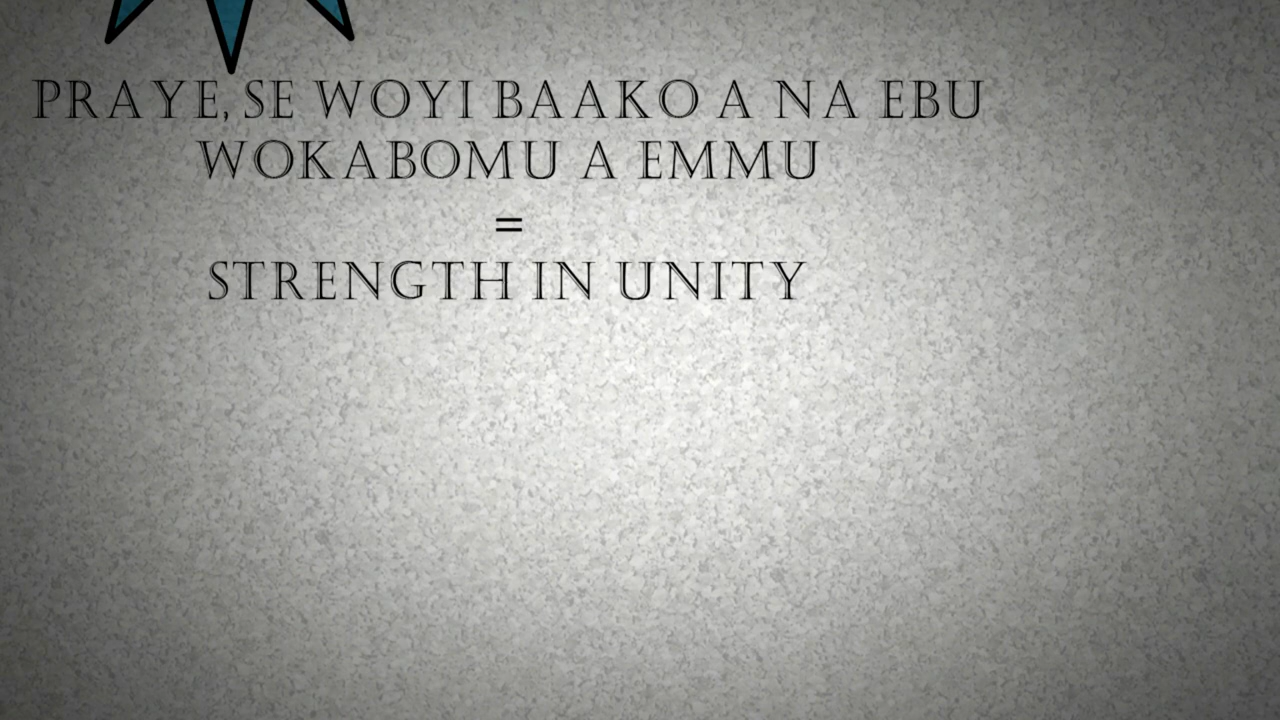 PRAYE, SE WOYI BAAKO A NA EBU
WOKABOMU A EMMU
=
STRENGTH IN UNITY